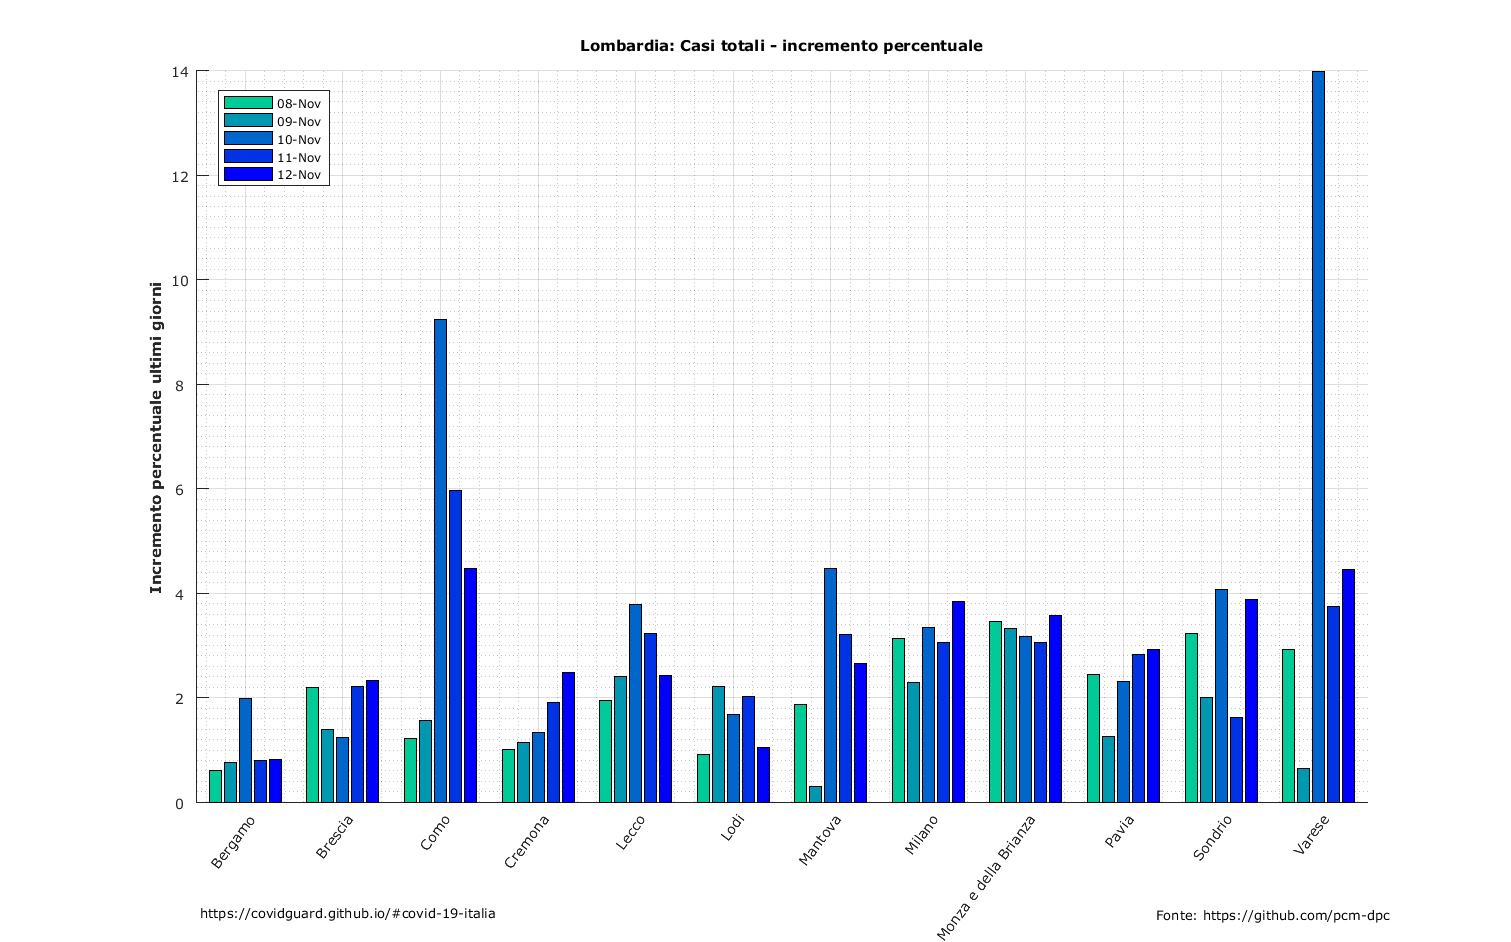 Lombardia: Casi totali - incremento percentuale
14
12
10
8
6
4
2
0
Incremento percentuale ultimi giorni
08-Nov
09-Nov
10-Nov
11-Nov
12-Nov
Bergamo
Brescia
Como
Cremona
Lecco
Lodi
Mantova
Milano
Monza e della Brianza
Pavia
Sondrio
Varese
https://covidguard.github.io/#covid-19-italia
Fonte: https://github.com/pcm-dpc